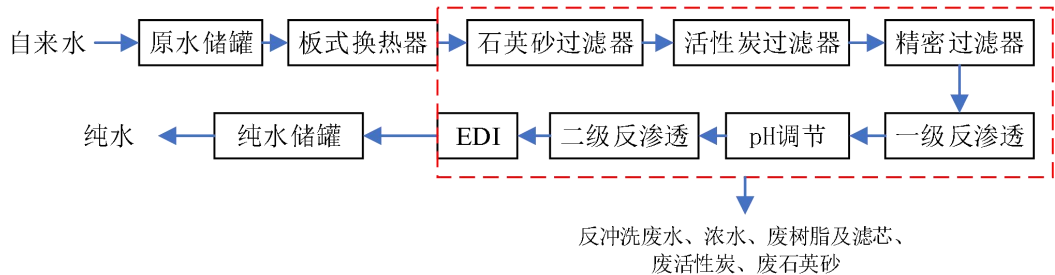 自来水
原水储罐
板式换热器
石英砂过滤器
活性炭过滤器
精密过滤器
一级反渗透
pH调节
二级反渗透
EDI
纯水储罐
纯水
反冲洗废水、浓水、废树脂及滤芯、
废活性炭、废石英砂